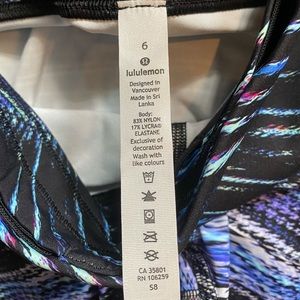 6
lululemon
Designed in
Vancouver
Made in Sri
Lanka
Body:
83% NYLON
17% LYCRA®
ELASTANE
Exclusive of
decoration
Wash with
like colours
CA 35801
RN 106259
S8